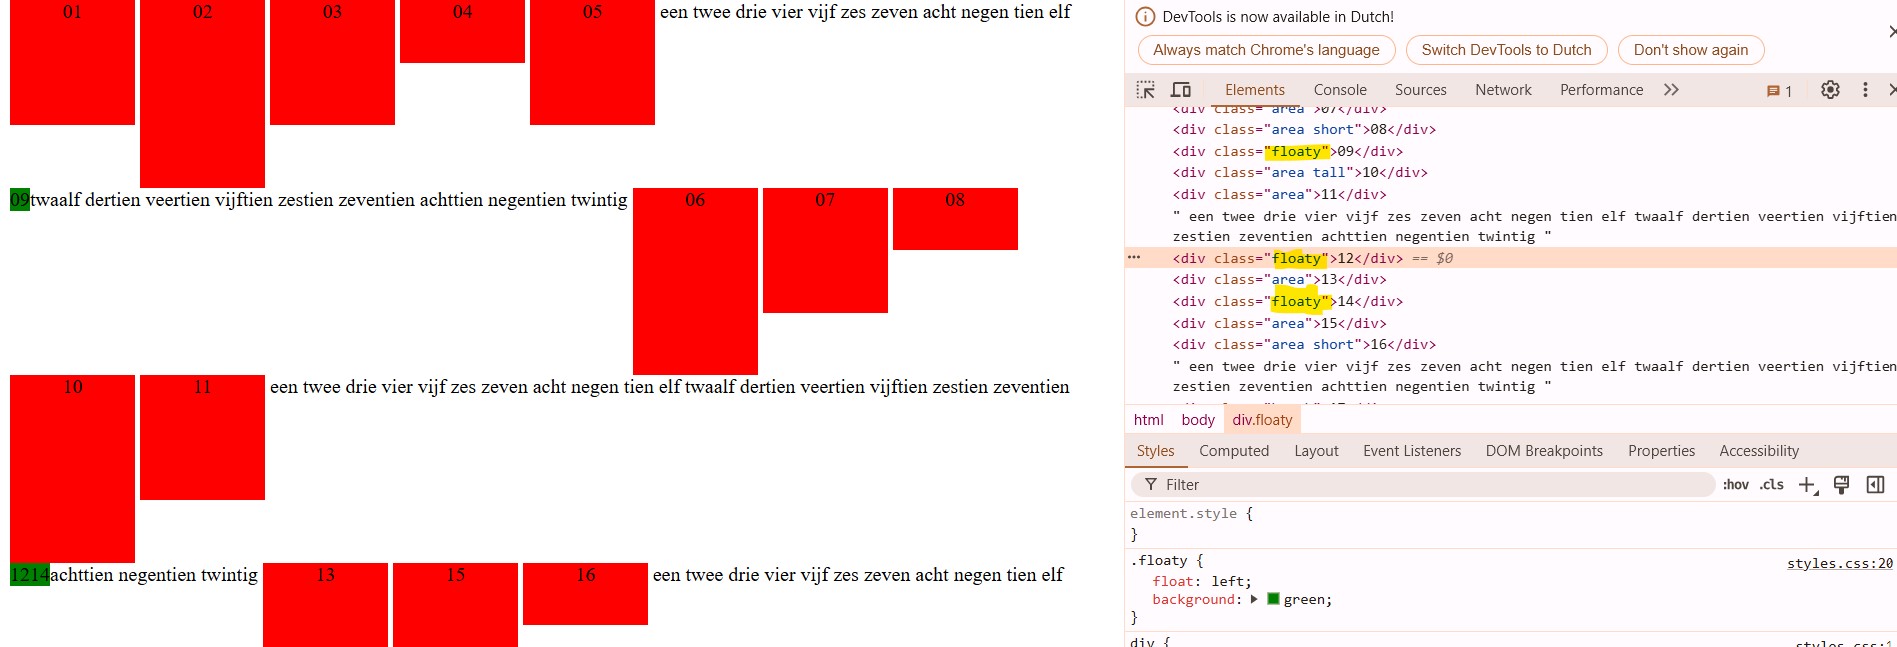 01 02 03 04 05 een twee drie vier vijf zes zeven acht negen tien elf
09twaalf dertien veertien vijftien zestien zeventien achttien negentien twintig 06 07 08
10 11 een twee drie vier vijf zes zeven acht negen tien elf twaalf dertien veertien vijftien zestien zeventien
1214achttien negentien twintig 13 15 16 een twee drie vier vijf zes zeven acht negen tien elf
DevTools is now available in Dutch!
Always match Chrome's language Switch DevTools to Dutch Don't show again
Elements Console Sources Network Performance 1
<div class="area">07</div>
<div class="area short">08</div>
<div class="floaty">09</div>
<div class="area tall">10</div>
<div class="area">11</div>
" een twee drie vier vijf zes zeven acht negen tien elf twaalf dertien veertien vijftien
zestien zeventien achttien negentien twintig "
... <div class="floaty">12</div> == $0
<div class="area">13</div>
<div class="floaty">14</div>
<div class="area">15</div>
<div class="area short">16</div>
" een twee drie vier vijf zes zeven acht negen tien elf twaalf dertien veertien vijftien
zestien zeventien achttien negentien twintig "
html body div.floaty
Styles Computed Layout Event Listeners DOM Breakpoints Properties Accessibility
Filter :hov .cls
element.style {
}
.floaty { styles.css:20
float: left;
background: green;
}
div {